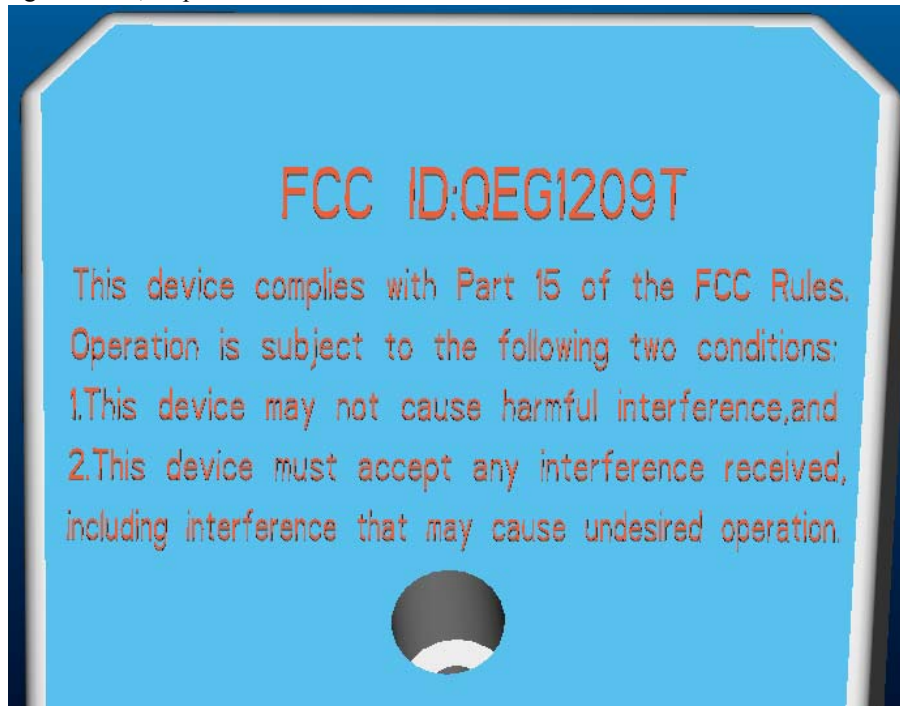 FCC ID:QEG1209T
This device complies with Part 15 of the FCC Rules.
Operation is subject to the following two conditions:
1.This device may not cause harmful interference,and
2.This device must accept any interference received,
including interference that may cause undesired operation.